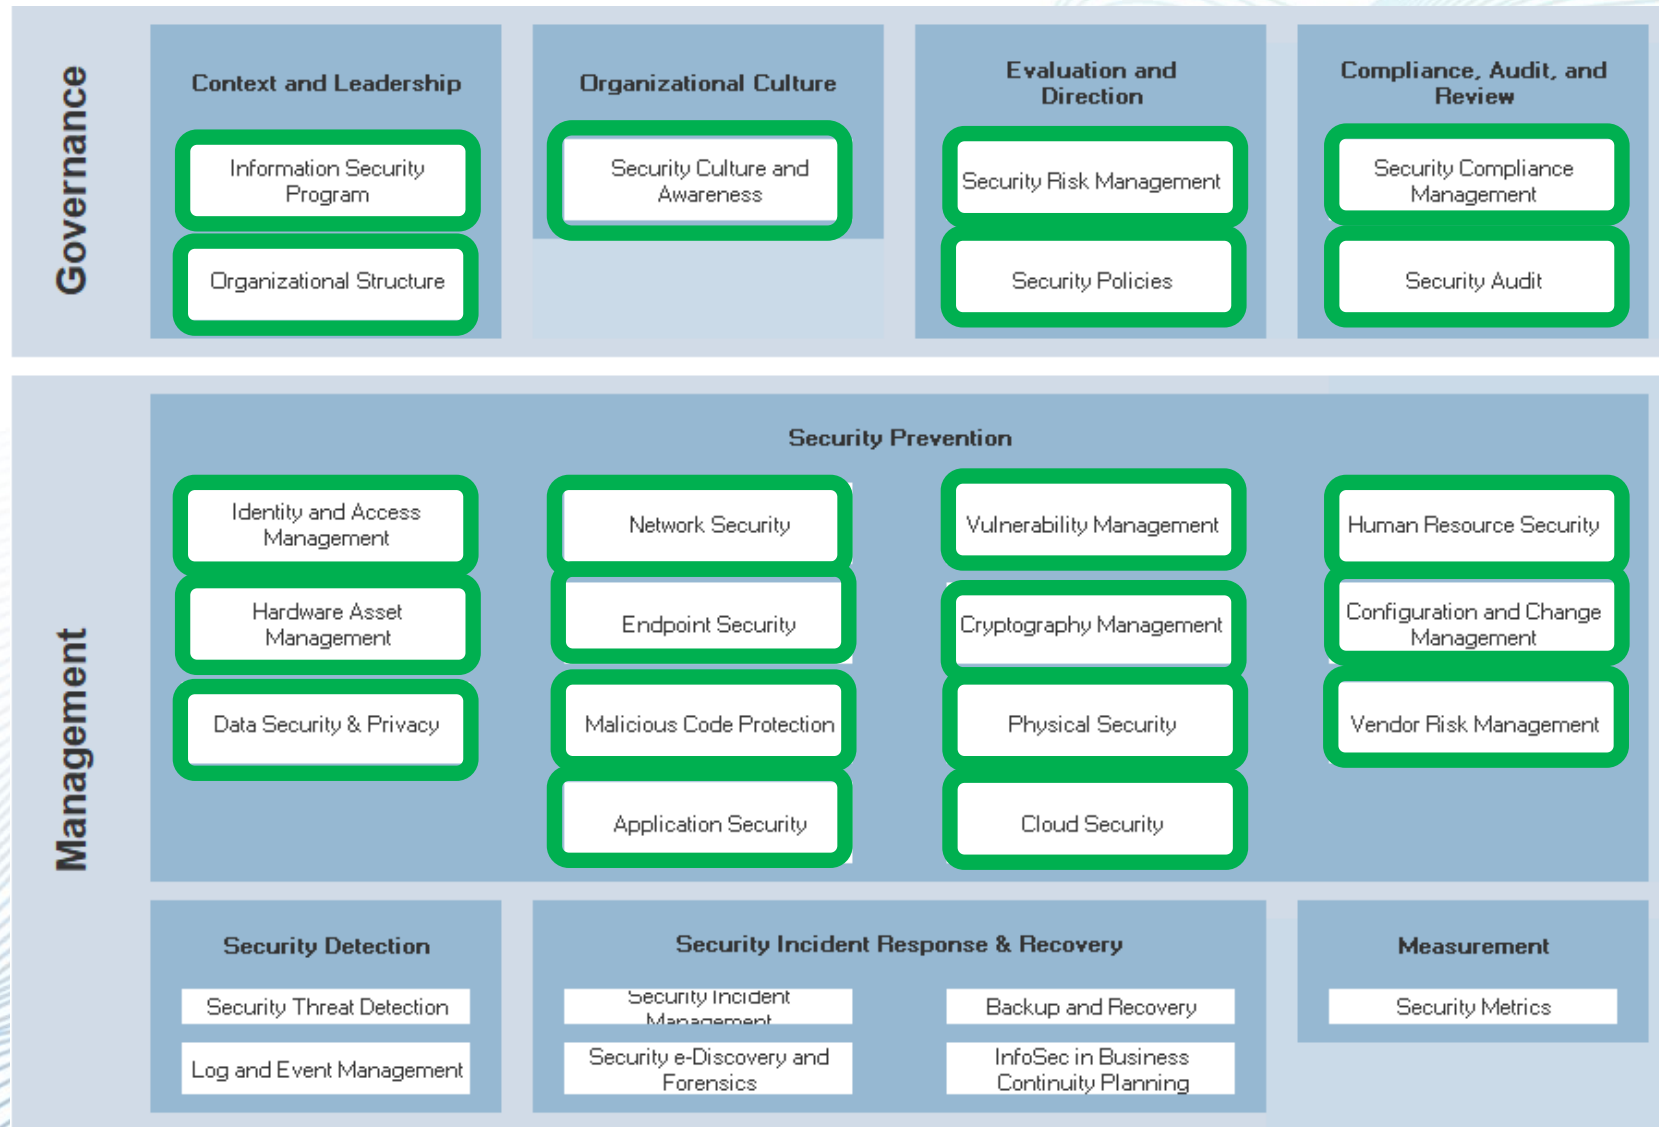 Governance
Context and Leadership
Information Security
Program
Organizational Structure
Organizational Culture
Security Culture and
Awareness
Evaluation and
Direction
Security Risk Management
Security Policies
Compliance, Audit, and
Review
Security Compliance
Management
Security Audit
Management
Security Prevention
Identity and Access
Management
Hardware Asset
Management
Data Security & Privacy
Network Security
Endpoint Security
Malicious Code Protection
Application Security
Vulnerability Management
Cryptography Management
Physical Security
Cloud Security
Human Resource Security
Configuration and Change
Management
Vendor Risk Management
Security Detection
Security Threat Detection
Log and Event Management
Security Incident Response & Recovery
Security Incident
Management
Security e-Discovery and
Forensics
Backup and Recovery
InfoSec in Business
Continuity Planning
Measurement
Security Metrics